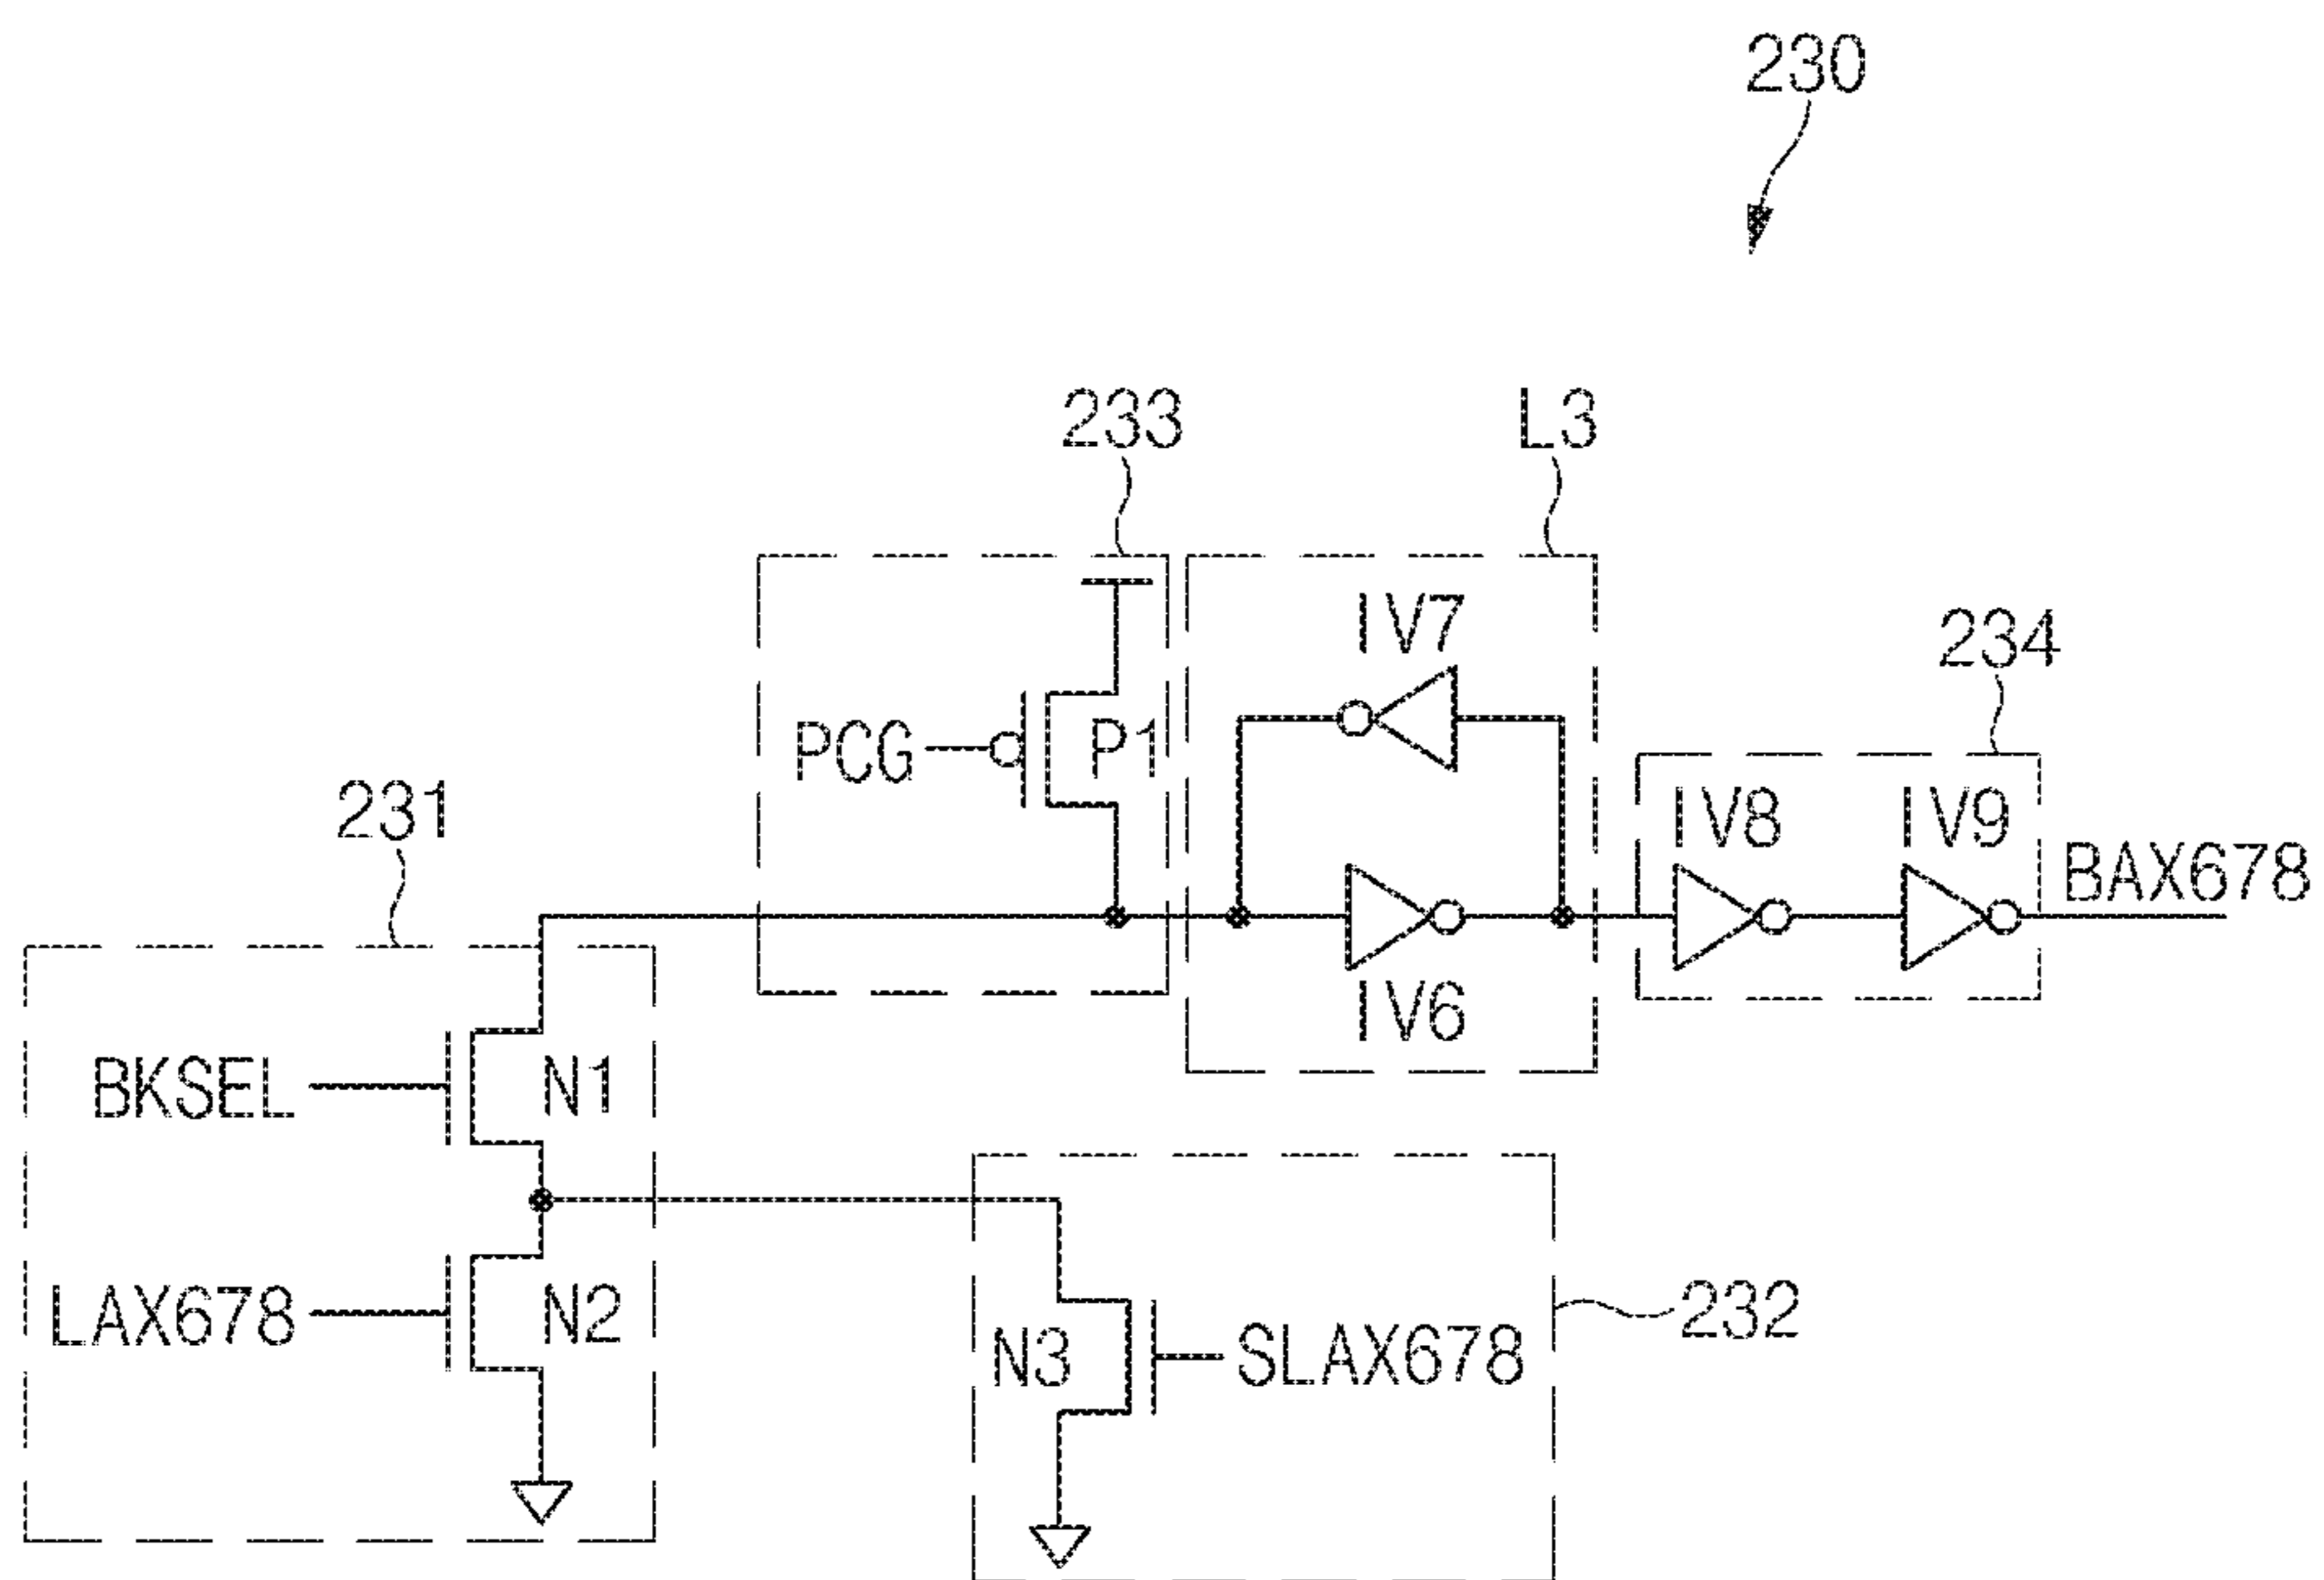 230
233
L3
IV7
234
PCG
P1
231
IV8
IV9
BAX678
IV6
BKSEL
N1
LAX678
N2
N3
SLAX678
232